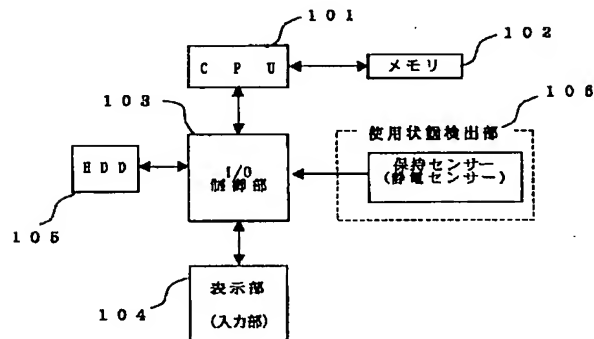 101
CPU
メモリ
102
103
106
使用状態検出部
保持センサー
(静電センサー)
HDD
I/O
制御部
105
表示部
(入力部)
104